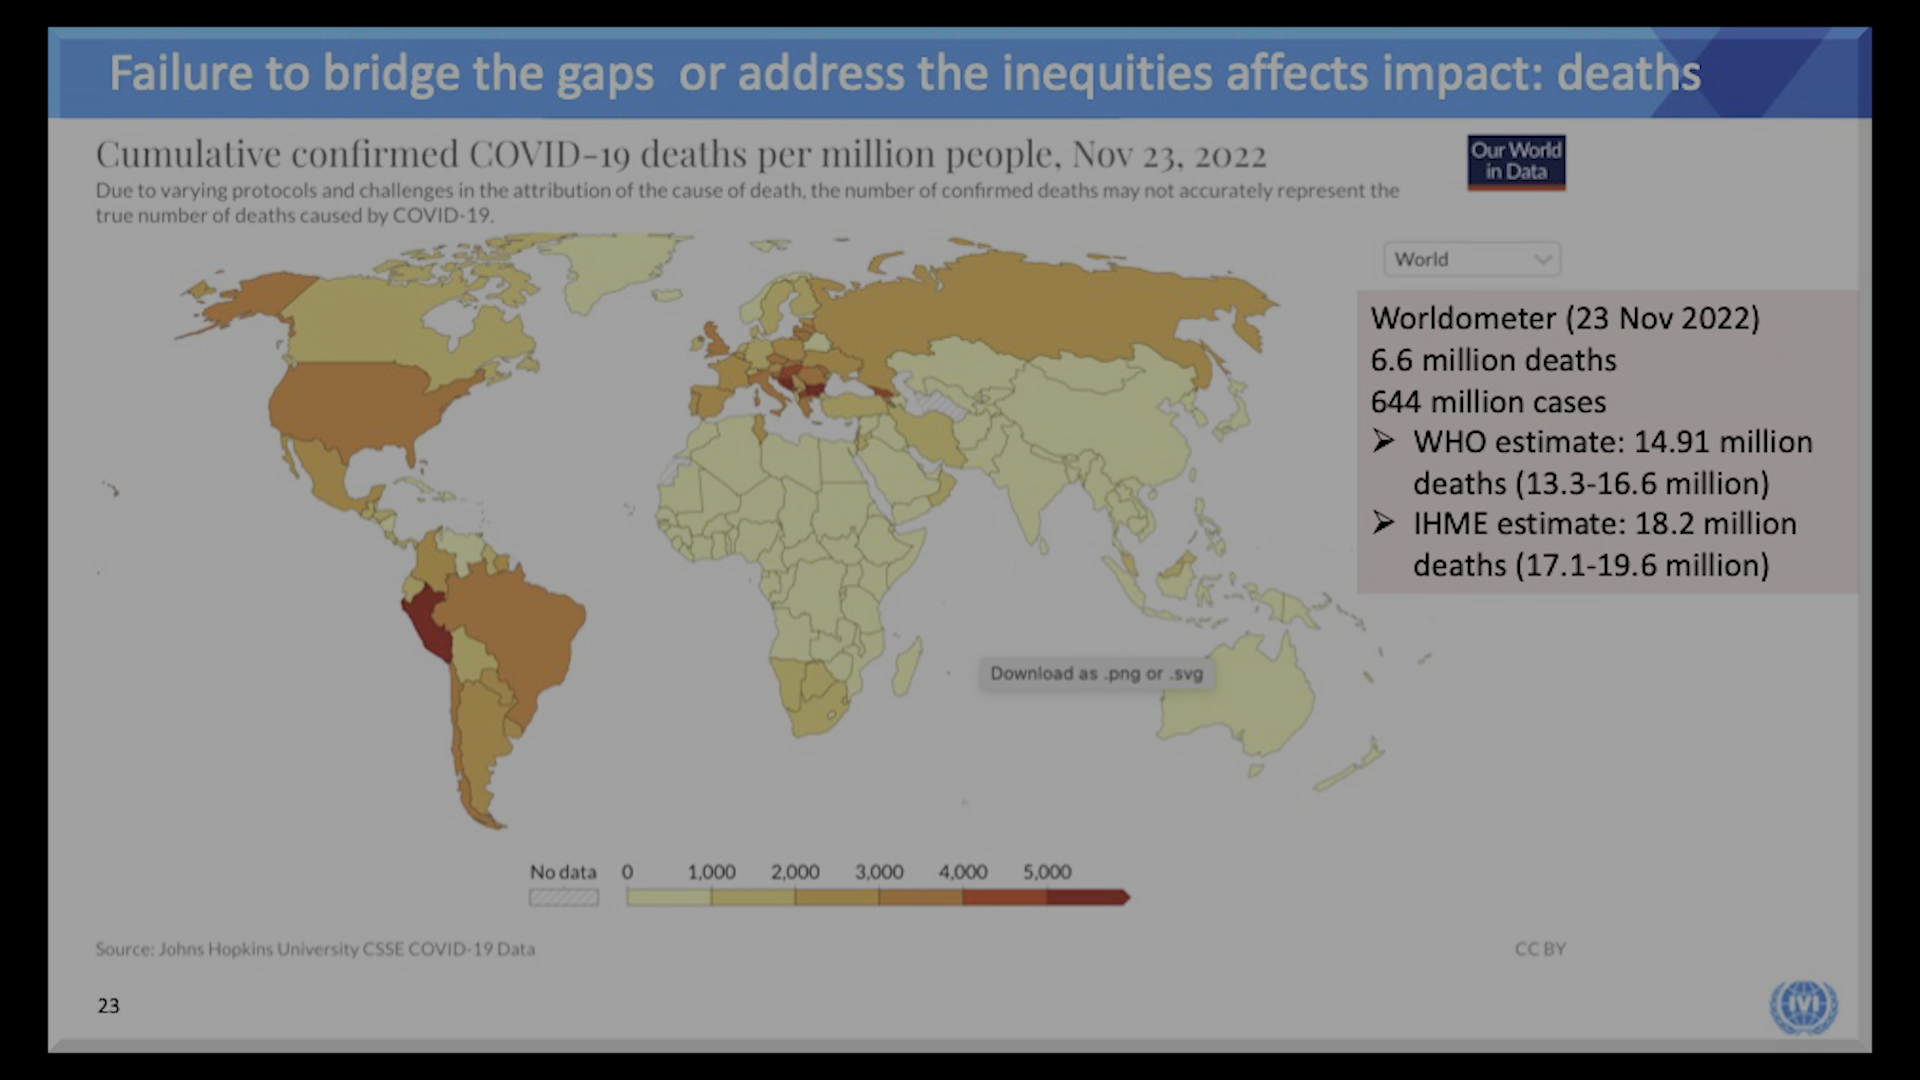 Failure to bridge the gaps or address the inequities affects impact: deaths
Cumulative confirmed COVID-19 deaths per million people, Nov 23, 2022
Due to varying protocols and challenges in the attribution of the cause of death, the number of confirmed deaths may not accurately represent the
true number of deaths caused by COVID-19.
Our World
in Data
World
Worldometer (23 Nov 2022)
6.6 million deaths
644 million cases
➢ WHO estimate: 14.91 million
deaths (13.3-16.6 million)
➢ IHME estimate: 18.2 million
deaths (17.1-19.6 million)
Download as .png or .svg
No data 0 1,000 2,000 3,000 4,000 5,000
Source: Johns Hopkins University CSSE COVID-19 Data
CC BY
23
IVI